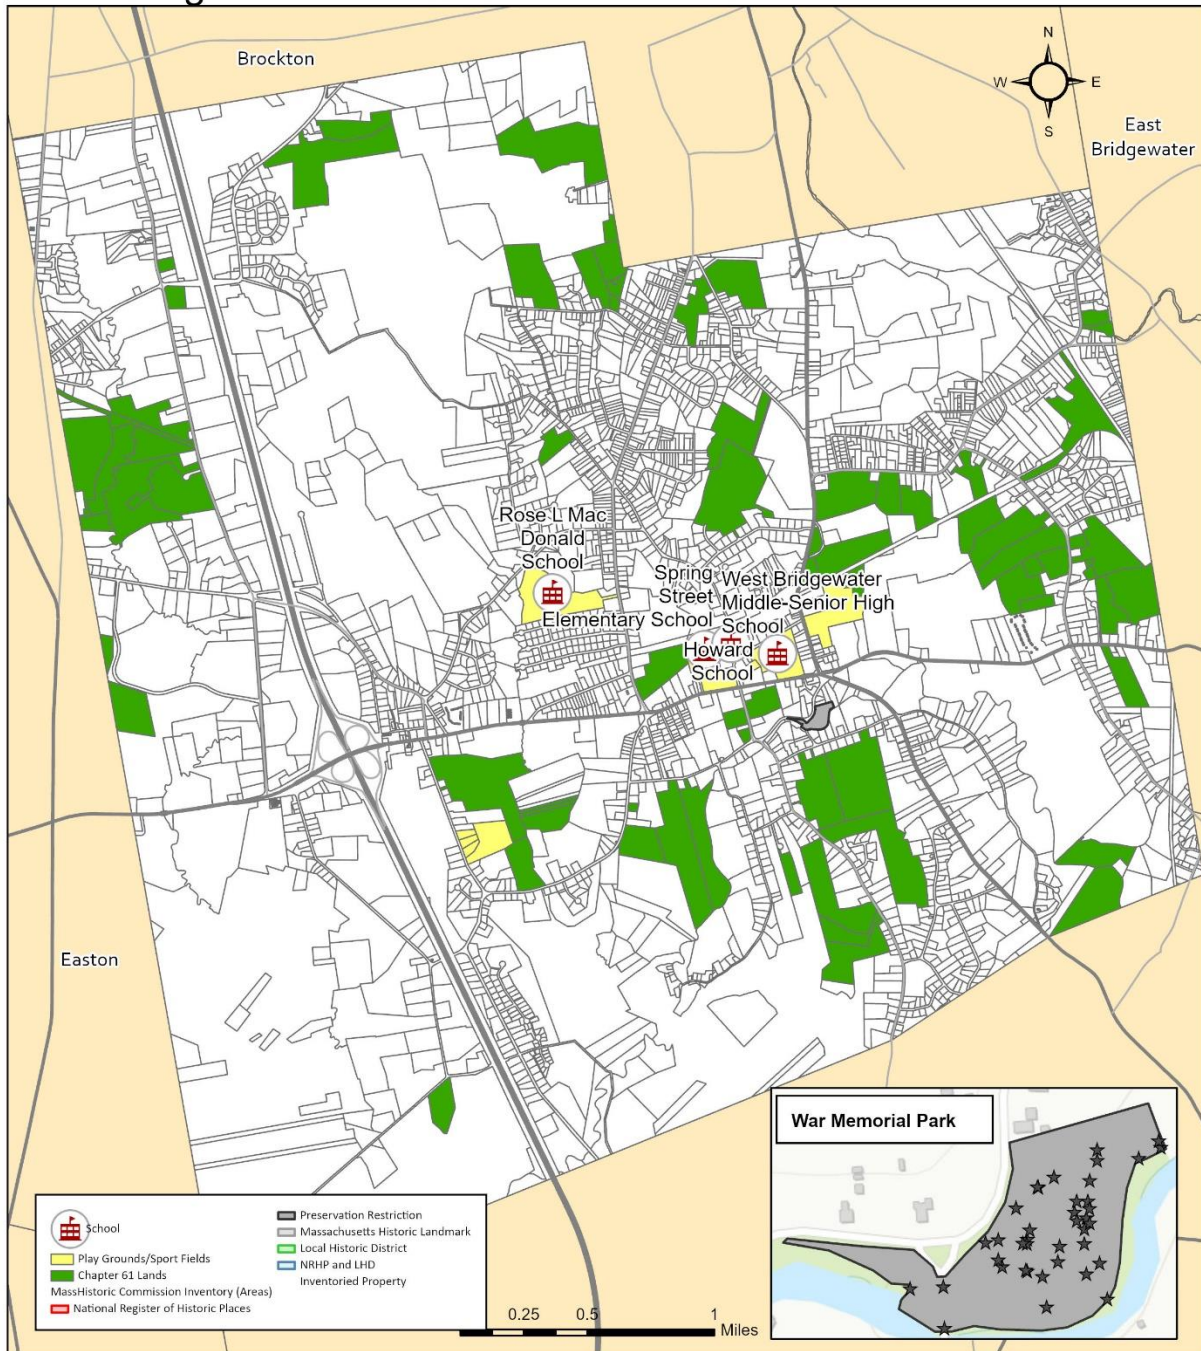 Brockton
N
W
E
S
East
Bridgewater
Rose L Mac
Donald
School
Spring
Street
Elementary School
West Bridgewater
Middle-Senior High
School
Howard
School
Easton
War Memorial Park
School
Play Grounds/Sport Fields
Chapter 61 Lands
MassHistoric Commission Inventory (Areas)
National Register of Historic Places
Preservation Restriction
Massachusetts Historic Landmark
Local Historic District
NRHP and LHD
Inventoried Property
0.25
0.5
1
Miles